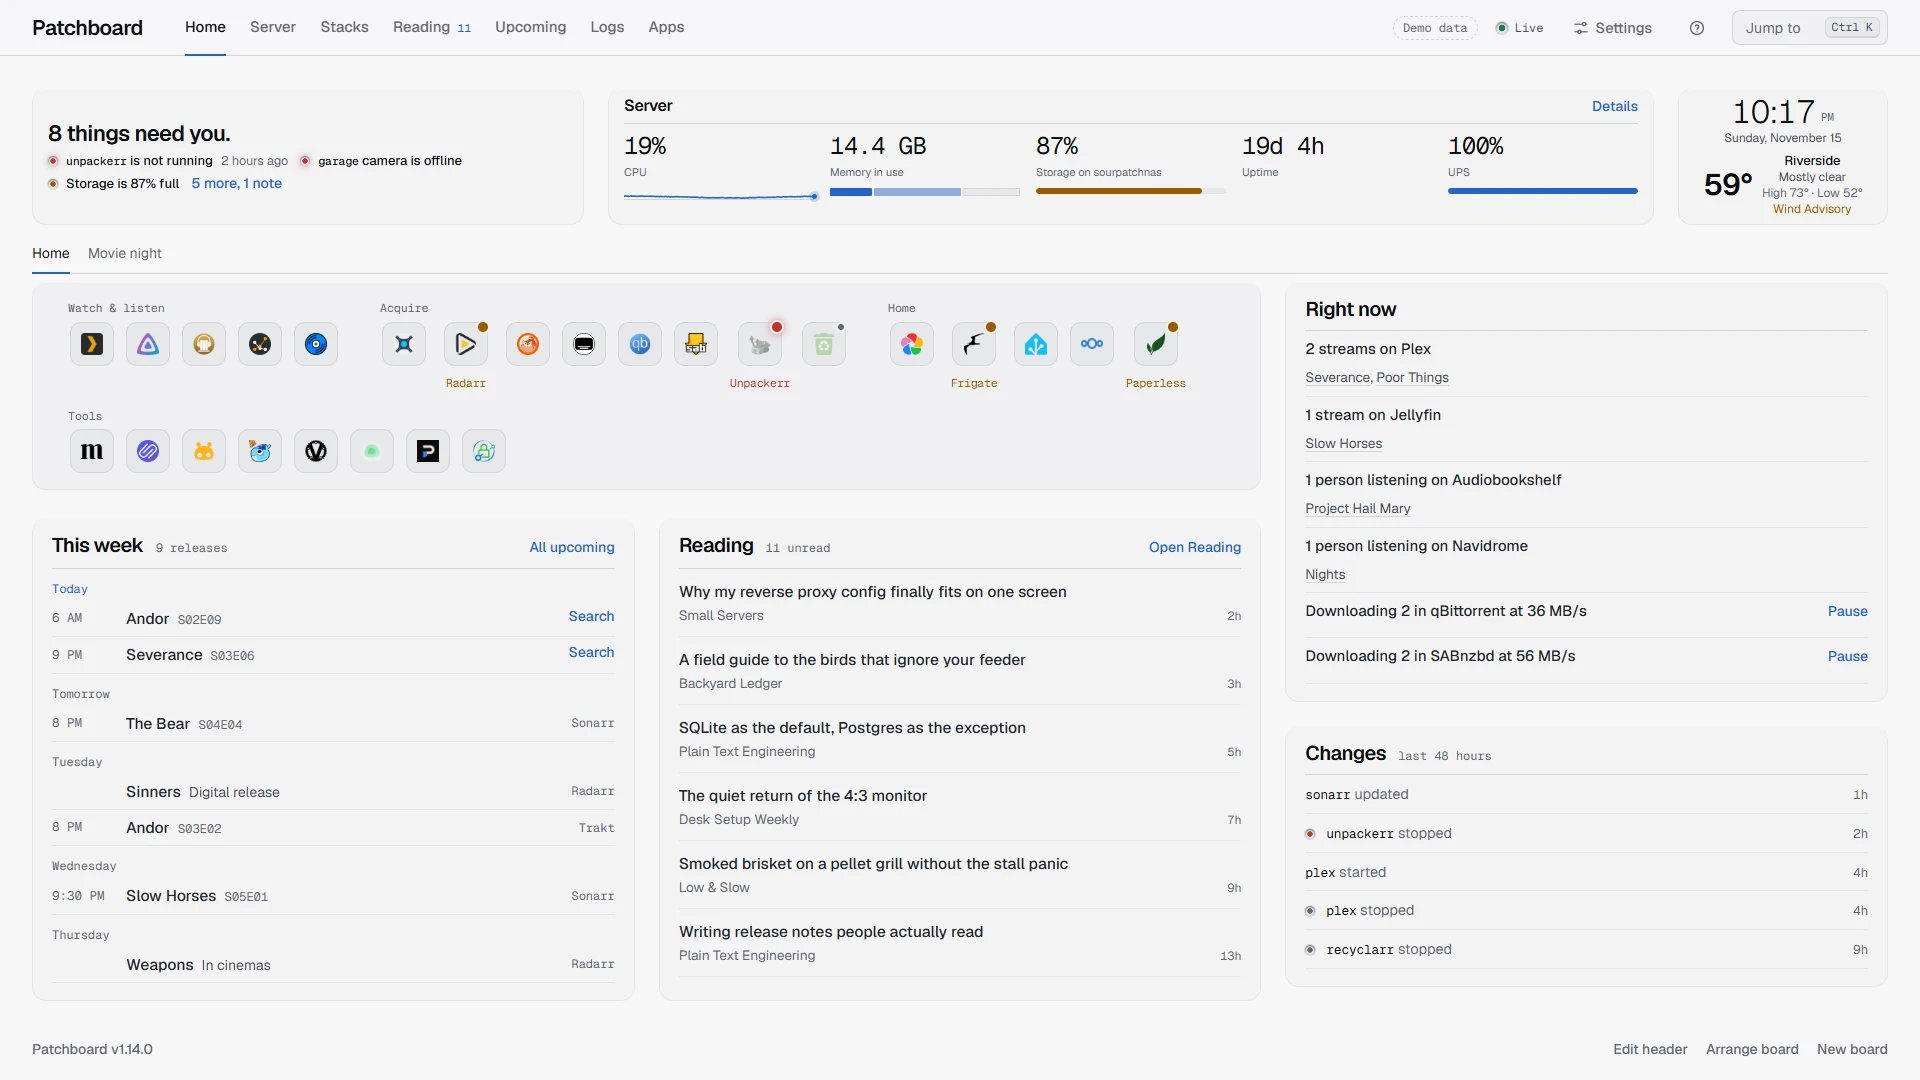 Patchboard
Home
Server
Stacks
Reading 11
Upcoming
Logs
Apps
Demo data
Live
Settings
Jump to
Ctrl K
8 things need you.
unpackerr is not running 2 hours ago
garage camera is offline
Storage is 87% full
5 more, 1 note
Server
Details
19%
CPU
14.4 GB
Memory in use
87%
Storage on sourpatchnas
19d 4h
Uptime
100%
UPS
10:17 PM
Sunday, November 15
59°
Riverside
Mostly clear
High 73° · Low 52°
Wind Advisory
Home
Movie night
Watch & listen
Acquire
Radarr
qb
Unpackerr
Home
Frigate
Paperless
Tools
m
Right now
2 streams on Plex
Severance, Poor Things
1 stream on Jellyfin
Slow Horses
1 person listening on Audiobookshelf
Project Hail Mary
1 person listening on Navidrome
Nights
Downloading 2 in qBittorrent at 36 MB/s
Pause
Downloading 2 in SABnzbd at 56 MB/s
Pause
This week 9 releases
All upcoming
Today
6 AM Andor S02E09 Search
9 PM Severance S03E06 Search
Tomorrow
8 PM The Bear S04E04 Sonarr
Tuesday
Sinners Digital release Radarr
8 PM Andor S03E02 Trakt
Wednesday
9:30 PM Slow Horses S05E01 Sonarr
Thursday
Weapons In cinemas Radarr
Reading 11 unread
Open Reading
Why my reverse proxy config finally fits on one screen
Small Servers 2h
A field guide to the birds that ignore your feeder
Backyard Ledger 3h
SQLite as the default, Postgres as the exception
Plain Text Engineering 5h
The quiet return of the 4:3 monitor
Desk Setup Weekly 7h
Smoked brisket on a pellet grill without the stall panic
Low & Slow 9h
Writing release notes people actually read
Plain Text Engineering 13h
Changes last 48 hours
sonarr updated 1h
unpackerr stopped 2h
plex started 4h
plex stopped 4h
recyclarr stopped 9h
Patchboard v1.14.0
Edit header
Arrange board
New board